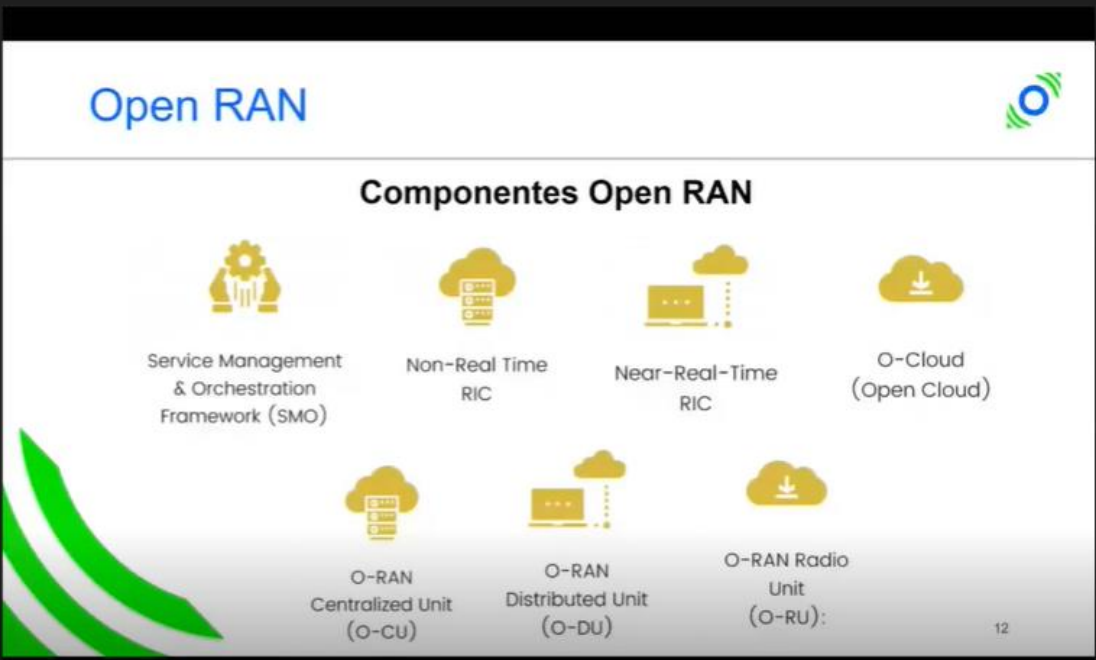 Open RAN
Componentes Open RAN
Service Management
& Orchestration
Framework (SMO)
Non-Real Time
RIC
Near-Real-Time
RIC
O-Cloud
(Open Cloud)
O-RAN
Centralized Unit
(O-CU)
O-RAN
Distributed Unit
(O-DU)
O-RAN Radio
Unit
(O-RU):
12